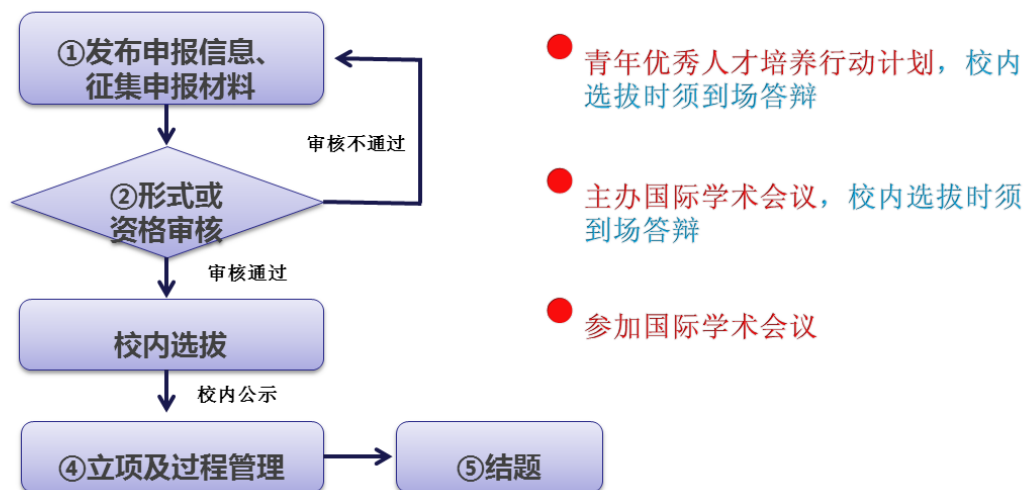 ①发布申报信息、
征集申报材料
审核不通过
②形式或
资格审核
审核通过
校内选拔
校内公示
④立项及过程管理
⑤结题
青年优秀人才培养行动计划，校内
选拔时须到场答辩
主办国际学术会议，校内选拔时须
到场答辩
参加国际学术会议